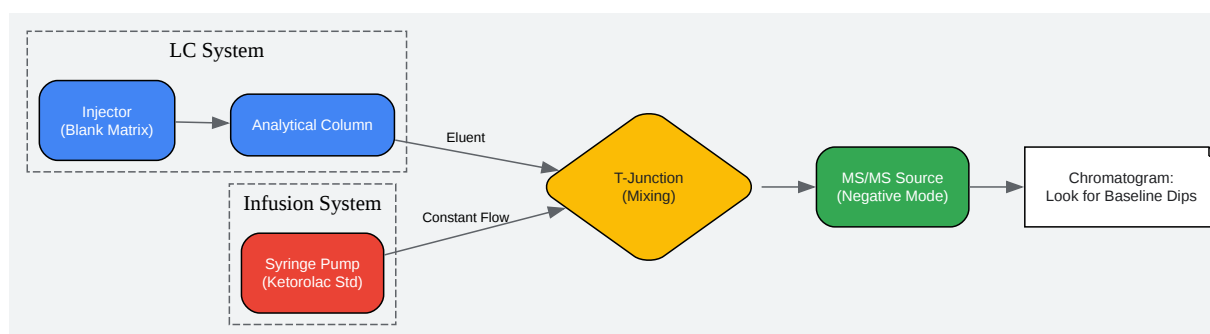 LC System
Injector
(Blank Matrix)
Analytical Column
Eluent
Infusion System
Syringe Pump
(Ketorolac Std)
Constant Flow
T-Junction
(Mixing)
MS/MS Source
(Negative Mode)
Chromatogram:
Look for Baseline Dips